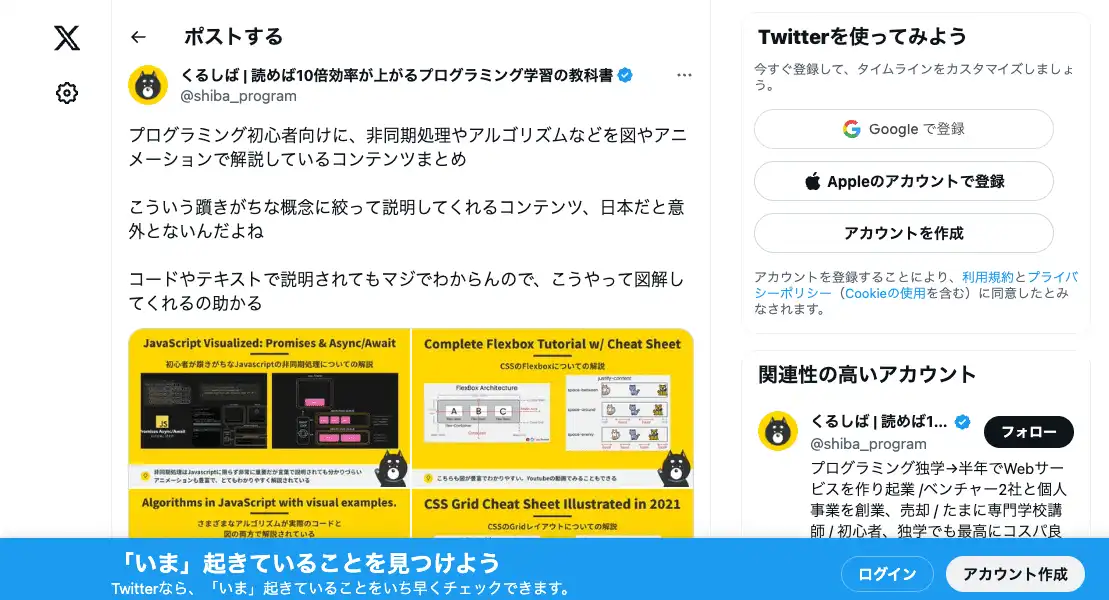 ポストする
くるしば | 読めば10倍効率が上がるプログラミング学習の教科書
@shiba_program
プログラミング初心者向けに、非同期処理やアルゴリズムなどを図やアニ
メーションで解説しているコンテンツまとめ
こういう躓きがちな概念に絞って説明してくれるコンテンツ、日本だと意
外とないんだよね
コードやテキストで説明されてもマジでわからんので、こうやって図解し
てくれるの助かる
JavaScript Visualized: Promises & Async/Await
初心者が躓きがちなJavascriptの非同期処理についての解説
JS
非同期処理はJavascriptに限らず非常に重要だが言葉で説明されても分かりづらい
アニメーションも豊富で、とてもわかりやすく解説されている
Complete Flexbox Tutorial w/ Cheat Sheet
CSSのFlexboxについての解説
FlexBox Architecture
A B C
justify-content
space-between
space-around
space-evenly
こちらも図が豊富でわかりやすい。Youtubeの動画でみることもできる
Algorithms in JavaScript with visual examples.
さまざまなアルゴリズムが実際のコードと
図の両方で解説されている
CSS Grid Cheat Sheet Illustrated in 2021
CSSのGridレイアウトについての解説
Twitterを使ってみよう
今すぐ登録して、タイムラインをカスタマイズしましょ
う。
Google で登録
Appleのアカウントで登録
アカウントを作成
アカウントを登録することにより、利用規約とプライバ
シーポリシー（Cookieの使用を含む）に同意したとみ
なされます。
関連性の高いアカウント
くるしば | 読めば1...
@shiba_program
フォロー
プログラミング独学→半年でWebサー
ビスを作り起業 /ベンチャー2社と個人
事業を創業、売却 / たまに専門学校講
師 / 初心者、独学でも最高にコスパ良
「いま」起きていることを見つけよう
Twitterなら、「いま」起きていることをいち早くチェックできます。
ログイン
アカウント作成